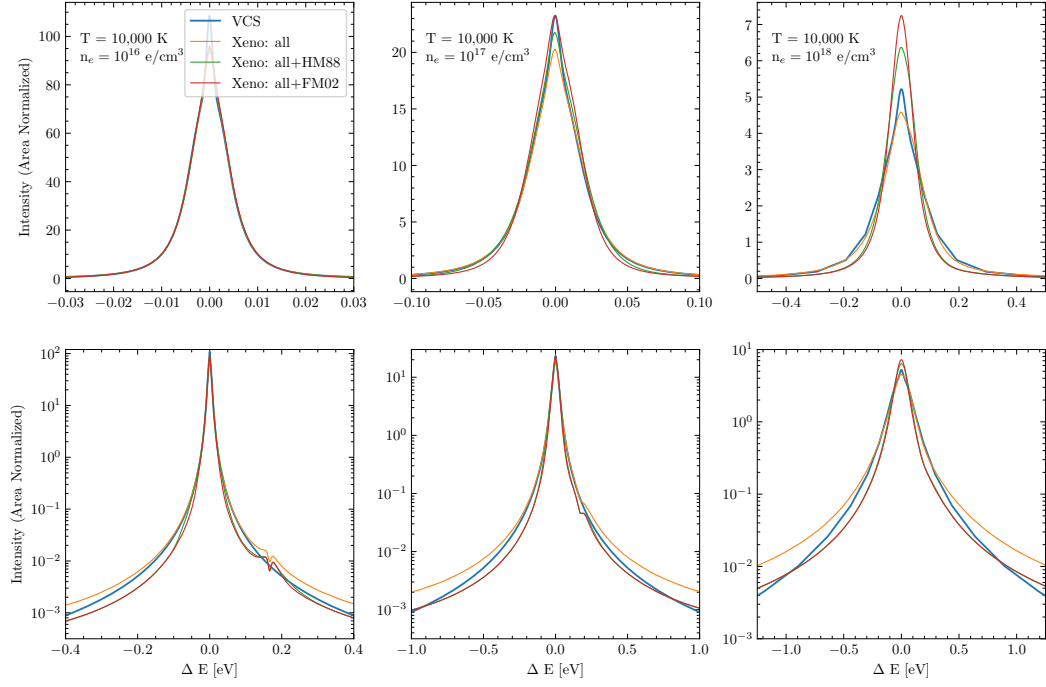 VCS
Xeno: all
Xeno: all+HM88
Xeno: all+FM02
T = 10,000 K
n_e = 10^16 e/cm^3
T = 10,000 K
n_e = 10^17 e/cm^3
T = 10,000 K
n_e = 10^18 e/cm^3
Intensity (Area Normalized)
100
80
60
40
20
0
−0.03 −0.02 −0.01 0.00 0.01 0.02 0.03
20
15
10
5
0
−0.10 −0.05 0.00 0.05 0.10
7
6
5
4
3
2
1
0
−0.4 −0.2 0.0 0.2 0.4
Intensity (Area Normalized)
10^2
10^1
10^0
10^−1
10^−2
10^−3
−0.4 −0.2 0.0 0.2 0.4
Δ E [eV]
10^1
10^0
10^−1
10^−2
10^−3
−1.0 −0.5 0.0 0.5 1.0
Δ E [eV]
10^1
10^0
10^−1
10^−2
10^−3
−1.0 −0.5 0.0 0.5 1.0
Δ E [eV]